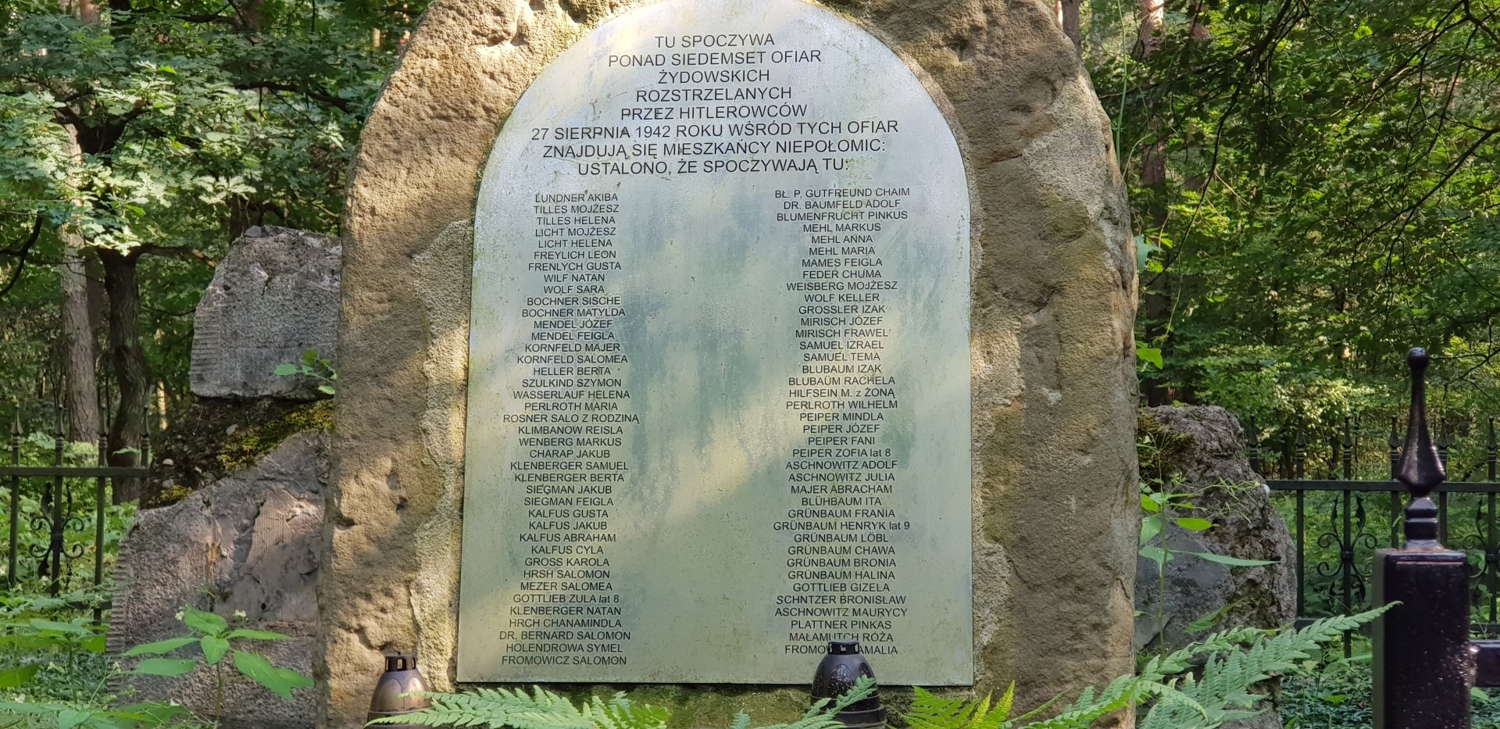 TU SPOCZYWA
PONAD SIEDEMSET OFIAR
ŻYDOWSKICH
ROZSTRZELANYCH
PRZEZ HITLEROWCÓW
27 SIERPNIA 1942 ROKU WŚRÓD TYCH OFIAR
ZNAJDUJĄ SIĘ MIESZKAŃCY NIEPOŁOMIC:
USTALONO, ŻE SPOCZYWAJĄ TU:
LUNDNER AKIBA
TILLES MOJŻESZ
TILLES HELENA
LICHT MOJŻESZ
LICHT HELENA
FREYLICH LEON
FRENLYCH GUSTA
WILF NATAN
WOLF SARA
BOCHNER SISCHE
BOCHNER MATYLDA
MENDEL JÓZEF
MENDEL FEIGLA
KORNFELD MAJER
KORNFELD SALOMEA
HELLER BERTA
SZULKIND SZYMON
WASSERLAUF HELENA
PERLROTH MARIA
ROSNER SALO Z RODZINĄ
KLIMBANOW REISLA
WENBERG MARKUS
CHARAP JAKUB
KLENBERGER SAMUEL
KLENBERGER BERTA
SIEGMAN JAKUB
SIEGMAN FEIGLA
KALFUS GUSTA
KALFUS JAKUB
KALFUS ABRAHAM
KALFUS CYLA
GROSS KAROLA
HRSH SALOMON
MEZER SALOMEA
GOTTLIEB ZULA lat 8
KLENBERGER NATAN
HRCH CHANAMINDLA
DR. BERNARD SALOMON
HOLENDROWA SYMEL
FROMOWICZ SALOMON
BŁ. P. GUTFREUND CHAIM
DR. BAUMFELD ADOLF
BLUMENFRUCHT PINKUS
MEHL MARKUS
MEHL ANNA
MEHL MARIA
MAMES FEIGLA
FEDER CHUMA
WEISBERG MOJŻESZ
WOLF KELLER
GROSSLER IZAK
MIRISCH JÓZEF
MIRISCH FRAWEL
SAMUEL IZRAEL
SAMUEL TEMA
BLUBAUM IZAK
BLUBAUM RACHELA
HILFSEIN M. z ŻONĄ
PERLROTH WILHELM
PEIPER MINDLA
PEIPER JÓZEF
PEIPER FANI
PEIPER ZOFIA lat 8
ASCHNOWITZ ADOLF
ASCHNOWITZ JULIA
MAJER ABRACHAM
BLÜHBAUM ITA
GRÜNBAUM FRANIA
GRÜNBAUM HENRYK lat 9
GRÜNBAUM LÖBL
GRÜNBAUM CHAWA
GRÜNBAUM BRONIA
GRÜNBAUM HALINA
GOTTLIEB GIZELA
SCHNTZER BRONISŁAW
ASCHNOWITZ MAURYCY
PLATTNER PINKAS
MAŁAMUTCH RÓŻA
AMALIA